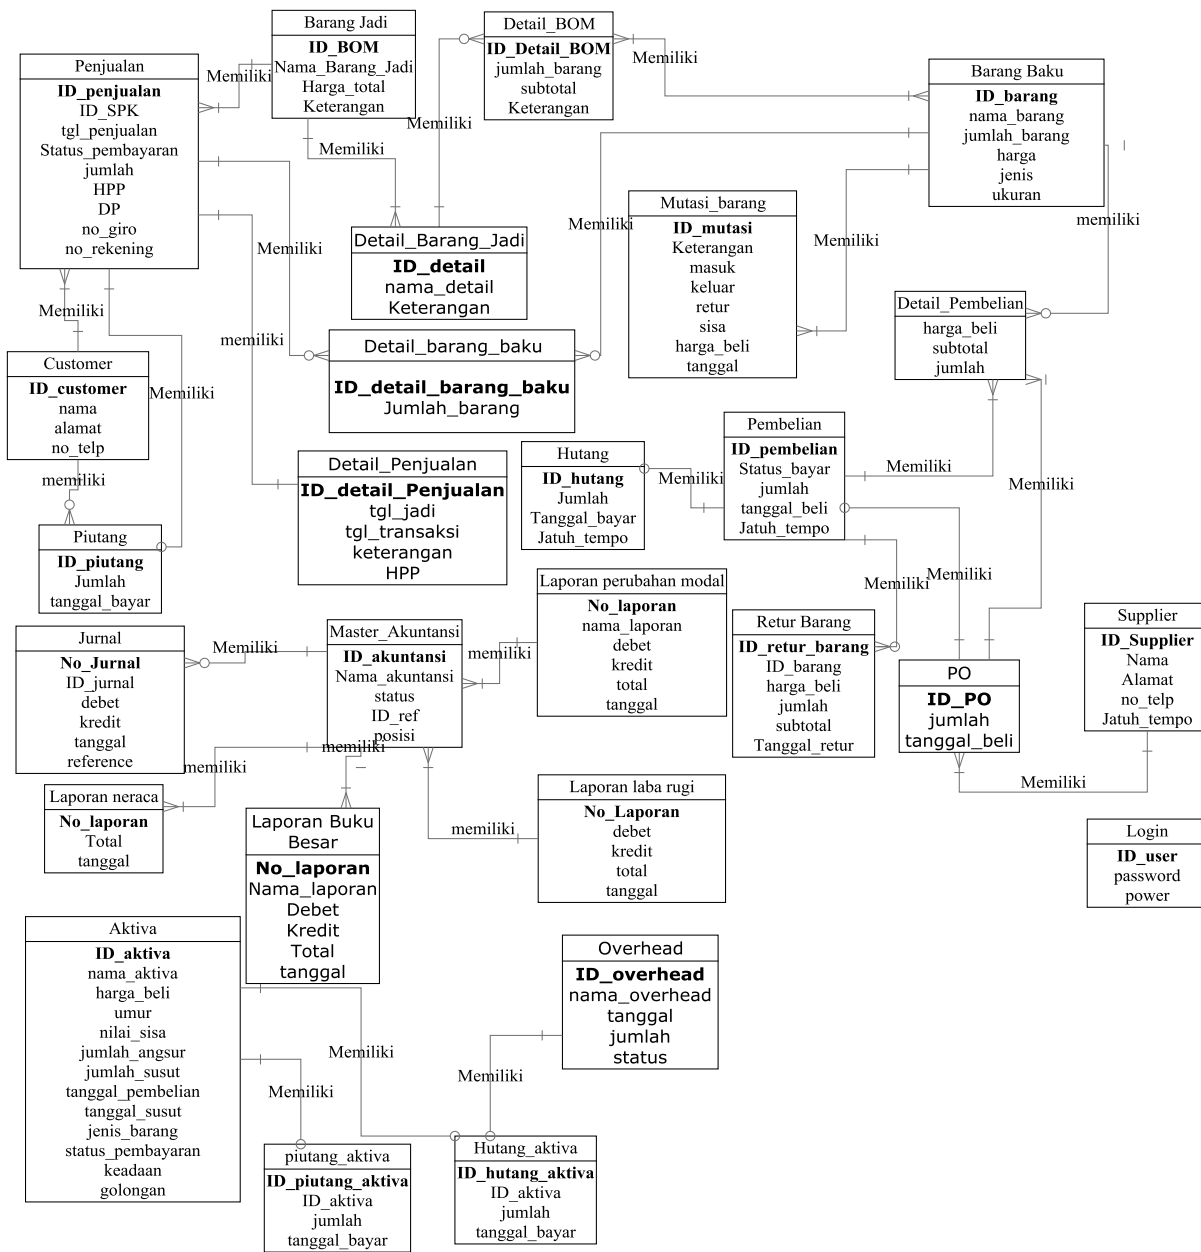 Barang Jadi
ID_BOM
Nama_Barang_Jadi
Harga_total
Keterangan
Detail_BOM
ID_Detail_BOM
jumlah_barang
subtotal
Keterangan
Penjualan
ID_penjualan
ID_SPK
tgl_penjualan
Status_pembayaran
jumlah
HPP
DP
no_giro
no_rekening
Barang Baku
ID_barang
nama_barang
jumlah_barang
harga
jenis
ukuran
Memiliki
Memiliki
Memiliki
Memiliki
Mutasi_barang
ID_mutasi
Keterangan
masuk
keluar
retur
sisa
harga_beli
tanggal
Memiliki
Memiliki
memiliki
Detail_Barang_Jadi
ID_detail
nama_detail
Keterangan
Memiliki
Detail_Pembelian
harga_beli
subtotal
jumlah
Memiliki
memiliki
Detail_barang_baku
ID_detail_barang_baku
Jumlah_barang
Customer
ID_customer
nama
alamat
no_telp
Memiliki
Pembelian
ID_pembelian
Status_bayar
jumlah
tanggal_beli
Jatuh_tempo
Hutang
ID_hutang
Jumlah
Tanggal_bayar
Jatuh_tempo
Memiliki
Memiliki
Memiliki
Detail_Penjualan
ID_detail_Penjualan
tgl_jadi
tgl_transaksi
keterangan
HPP
memiliki
Piutang
ID_piutang
Jumlah
tanggal_bayar
Memiliki
Memiliki
Laporan perubahan modal
No_laporan
nama_laporan
debet
kredit
total
tanggal
Retur Barang
ID_retur_barang
ID_barang
harga_beli
jumlah
subtotal
Tanggal_retur
Supplier
ID_Supplier
Nama
Alamat
no_telp
Jatuh_tempo
PO
ID_PO
jumlah
tanggal_beli
Memiliki
Jurnal
No_Jurnal
ID_jurnal
debet
kredit
tanggal
reference
Memiliki
Master_Akuntansi
ID_akuntansi
Nama_akuntansi
status
ID_ref
posisi
memiliki
memiliki
memiliki
Laporan neraca
No_laporan
Total
tanggal
Laporan Buku
Besar
No_laporan
Nama_laporan
Debet
Kredit
Total
tanggal
memiliki
Laporan laba rugi
No_Laporan
debet
kredit
total
tanggal
Login
ID_user
password
power
Aktiva
ID_aktiva
nama_aktiva
harga_beli
umur
nilai_sisa
jumlah_angsur
jumlah_susut
tanggal_pembelian
tanggal_susut
jenis_barang
status_pembayaran
keadaan
golongan
Overhead
ID_overhead
nama_overhead
tanggal
jumlah
status
Memiliki
Memiliki
Memiliki
piutang_aktiva
ID_piutang_aktiva
ID_aktiva
jumlah
tanggal_bayar
Hutang_aktiva
ID_hutang_aktiva
ID_aktiva
jumlah
tanggal_bayar